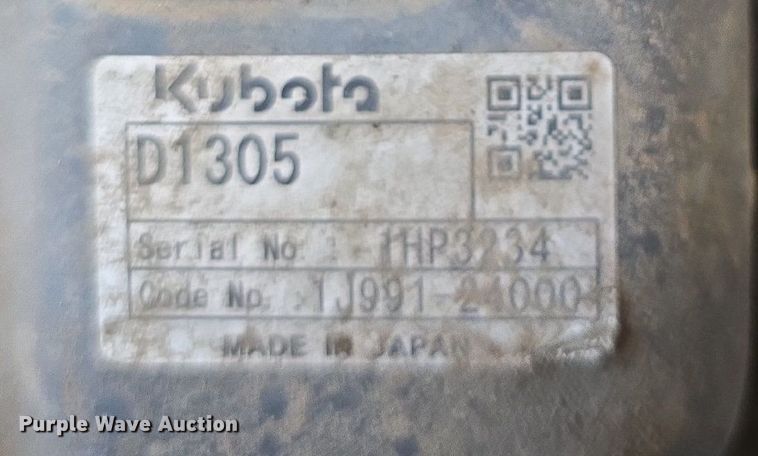 Kubota
D1305
Serial No. : 1HP3234
Code No. : 1J991-24000
MADE IN JAPAN
Purple Wave Auction